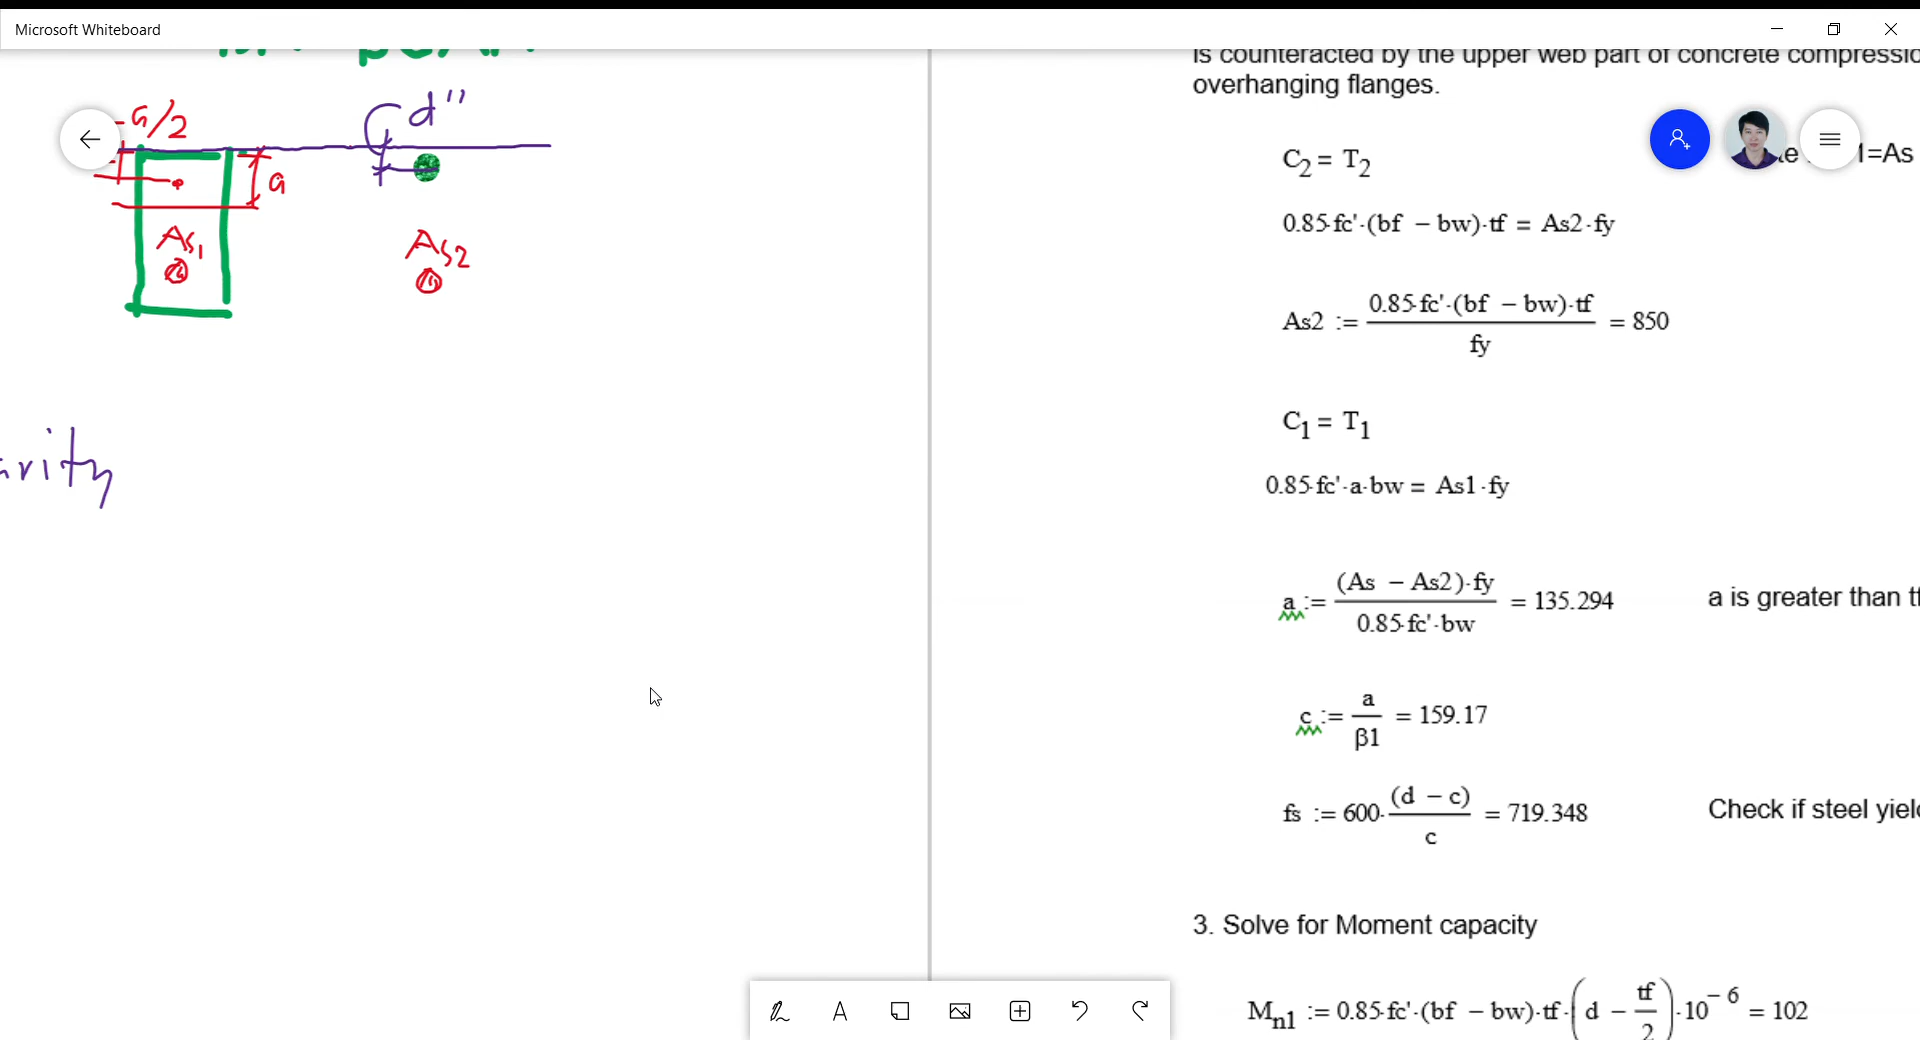 Microsoft Whiteboard
a/2
d''
a
As1
As2
is counteracted by the upper web part of concrete compressio
overhanging flanges.
C2 = T2
1=As
0.85·fc'·(bf − bw)·tf = As2·fy
As2 := 0.85·fc'·(bf − bw)·tf / fy = 850
C1 = T1
0.85·fc'·a·bw = As1·fy
a := (As − As2)·fy / 0.85·fc'·bw = 135.294
a is greater than tf
c := a / β1 = 159.17
fs := 600·(d − c) / c = 719.348
Check if steel yield
3. Solve for Moment capacity
Mn1 := 0.85·fc'·(bf − bw)·tf·(d − tf/2)·10^−6 = 102